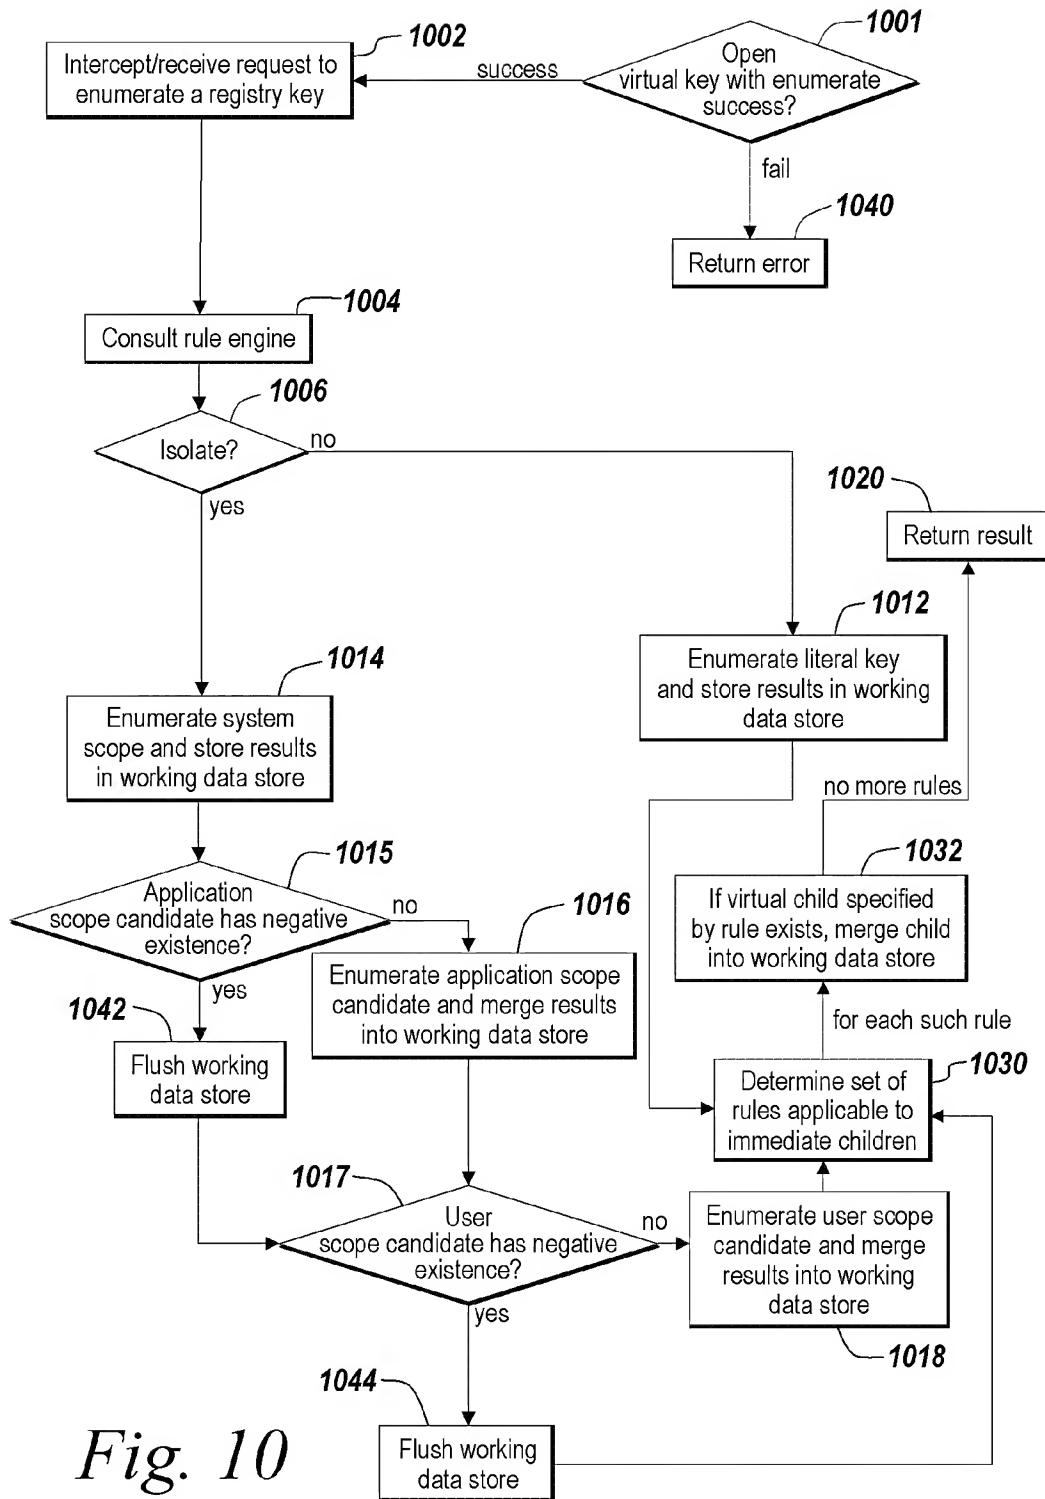 1002
Intercept/receive request to
enumerate a registry key
success
1001
Open
virtual key with enumerate
success?
fail
1040
Return error
1004
Consult rule engine
1006
Isolate?
no
yes
1020
Return result
1012
Enumerate literal key
and store results in working
data store
1014
Enumerate system
scope and store results
in working data store
no more rules
1015
Application
scope candidate has negative
existence?
no
yes
1016
Enumerate application scope
candidate and merge results
into working data store
1032
If virtual child specified
by rule exists, merge child
into working data store
for each such rule
1042
Flush working
data store
1030
Determine set of
rules applicable to
immediate children
1017
User
scope candidate has negative
existence?
no
yes
Enumerate user scope
candidate and merge
results into working
data store
1018
1044
Flush working
data store
Fig. 10